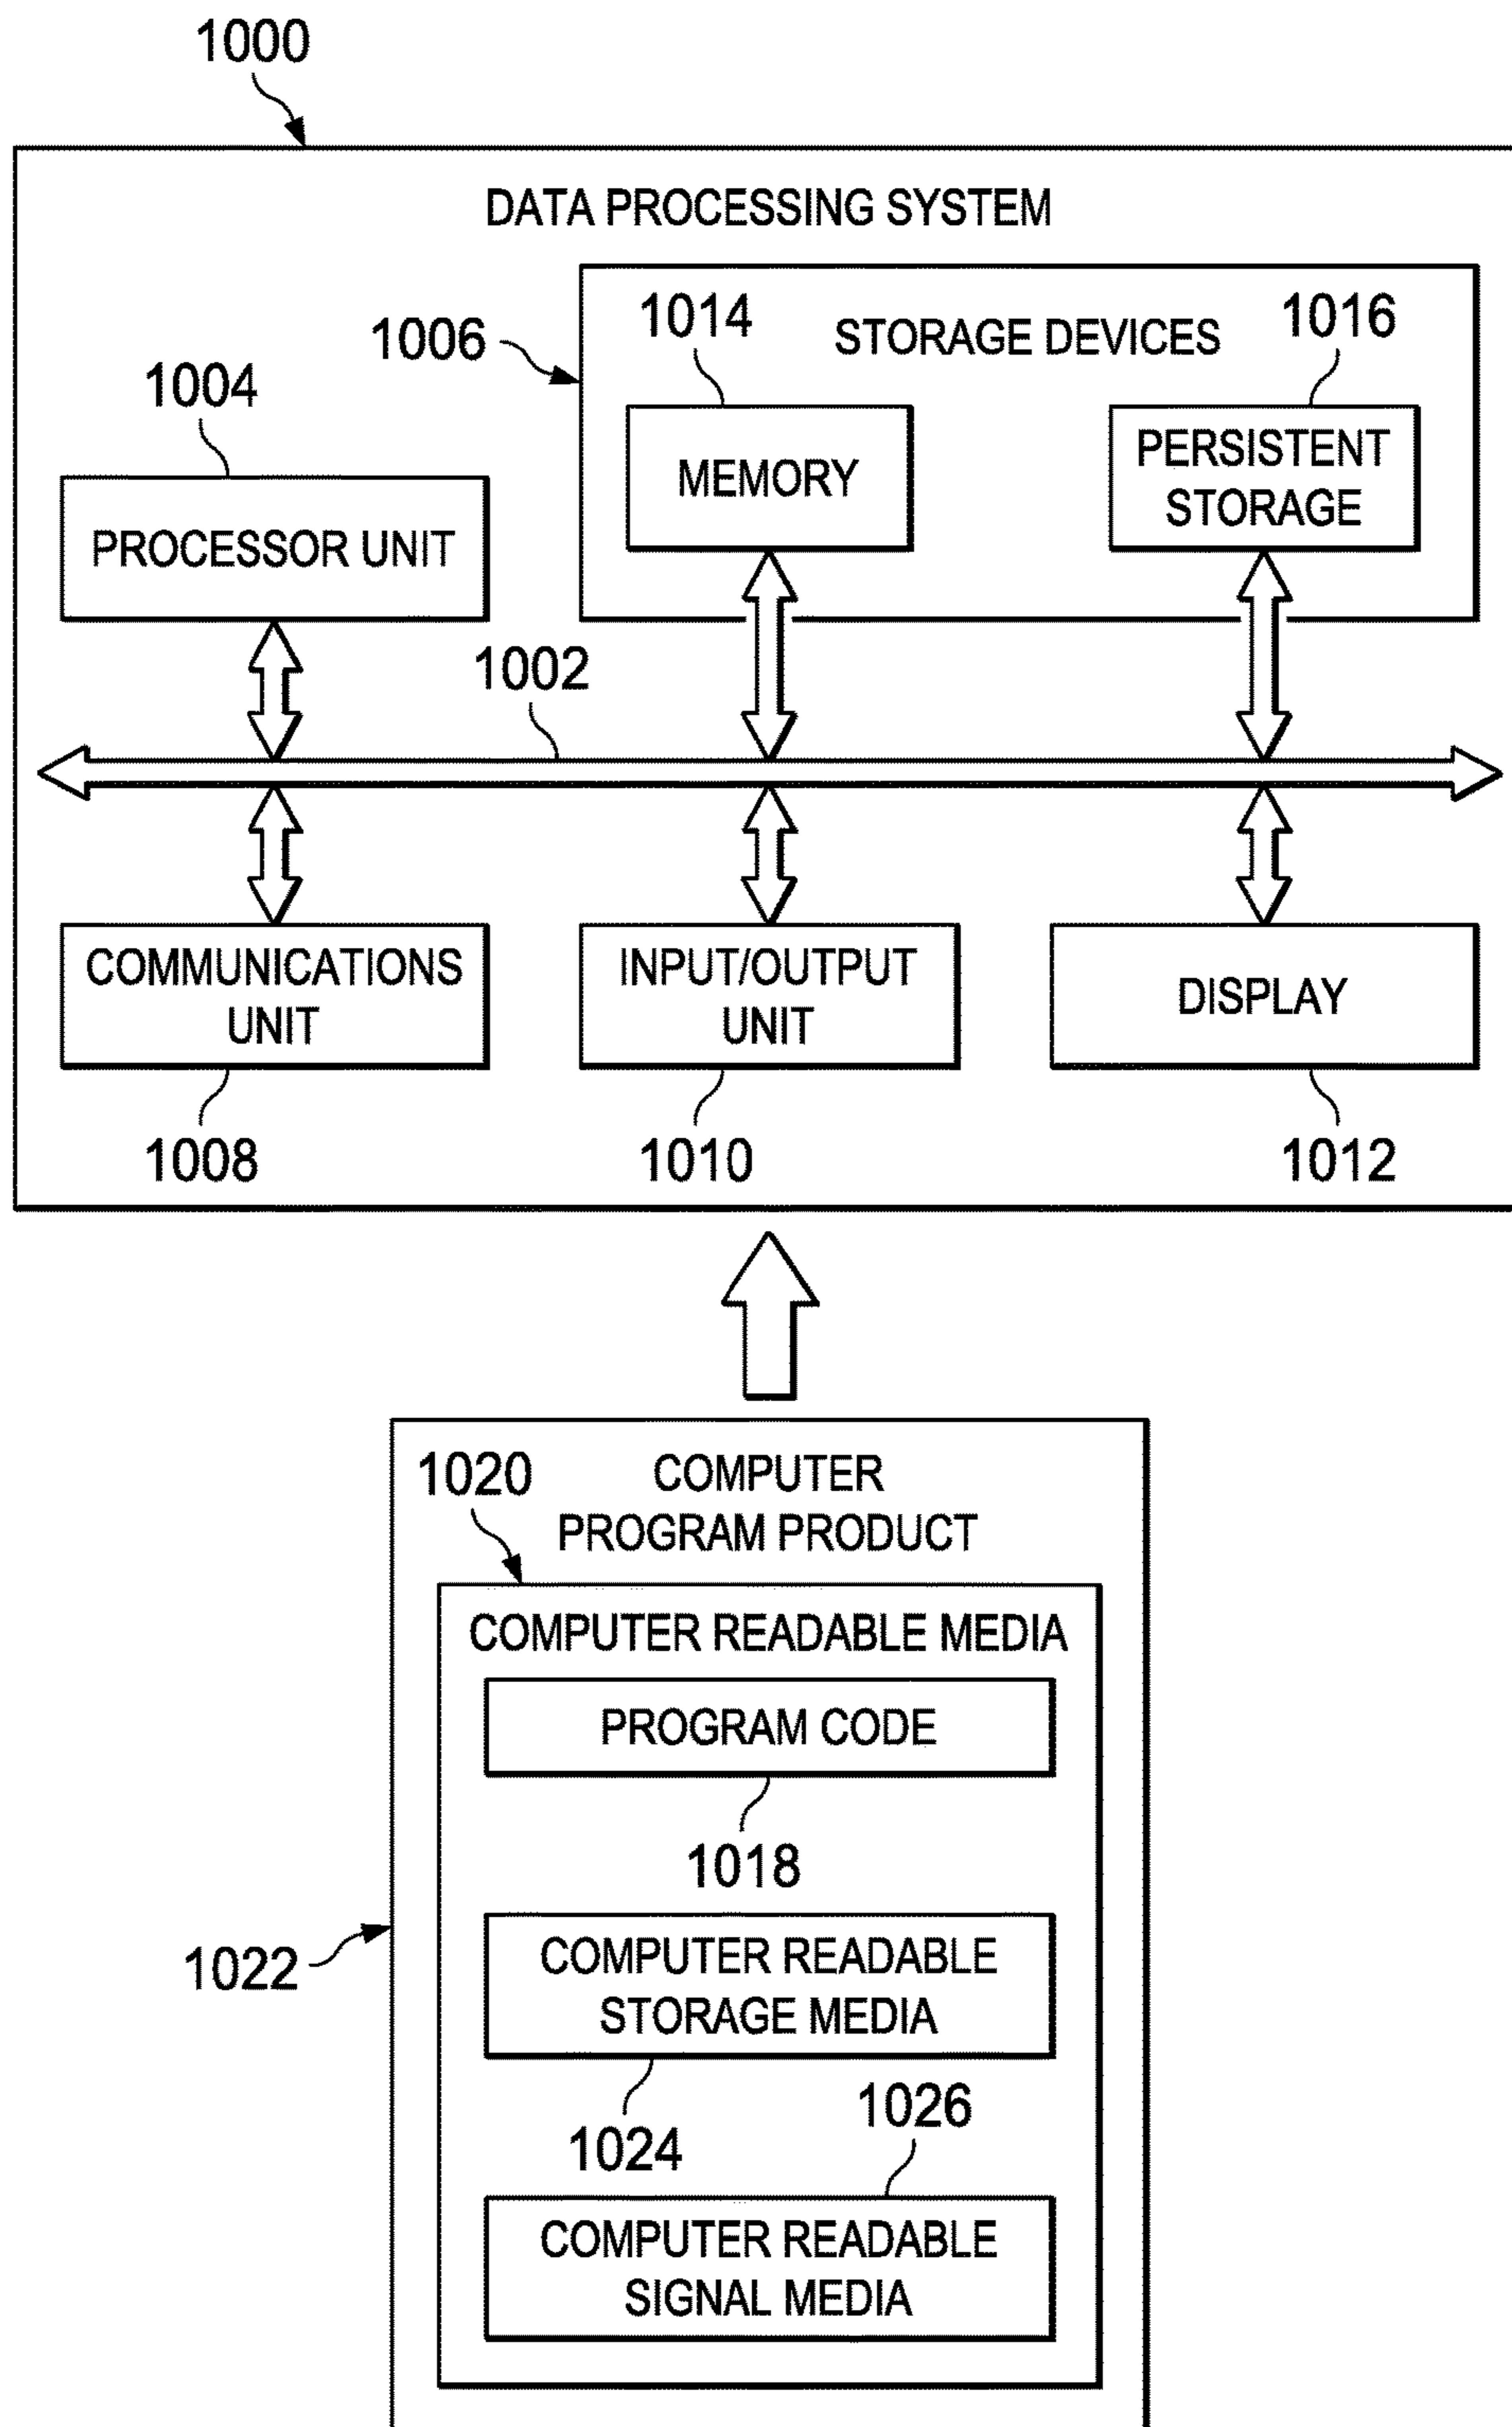 1000
DATA PROCESSING SYSTEM
1006
1014
STORAGE DEVICES
1016
1004
MEMORY
PERSISTENT
STORAGE
PROCESSOR UNIT
1002
COMMUNICATIONS
UNIT
INPUT/OUTPUT
UNIT
DISPLAY
1008
1010
1012
1020
COMPUTER
PROGRAM PRODUCT
COMPUTER READABLE MEDIA
PROGRAM CODE
1018
1022
COMPUTER READABLE
STORAGE MEDIA
1024
1026
COMPUTER READABLE
SIGNAL MEDIA